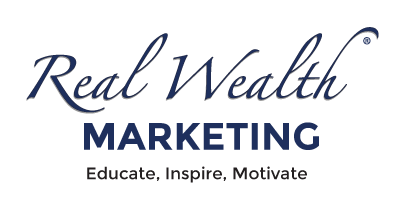 Real Wealth®
MARKETING
Educate, Inspire, Motivate